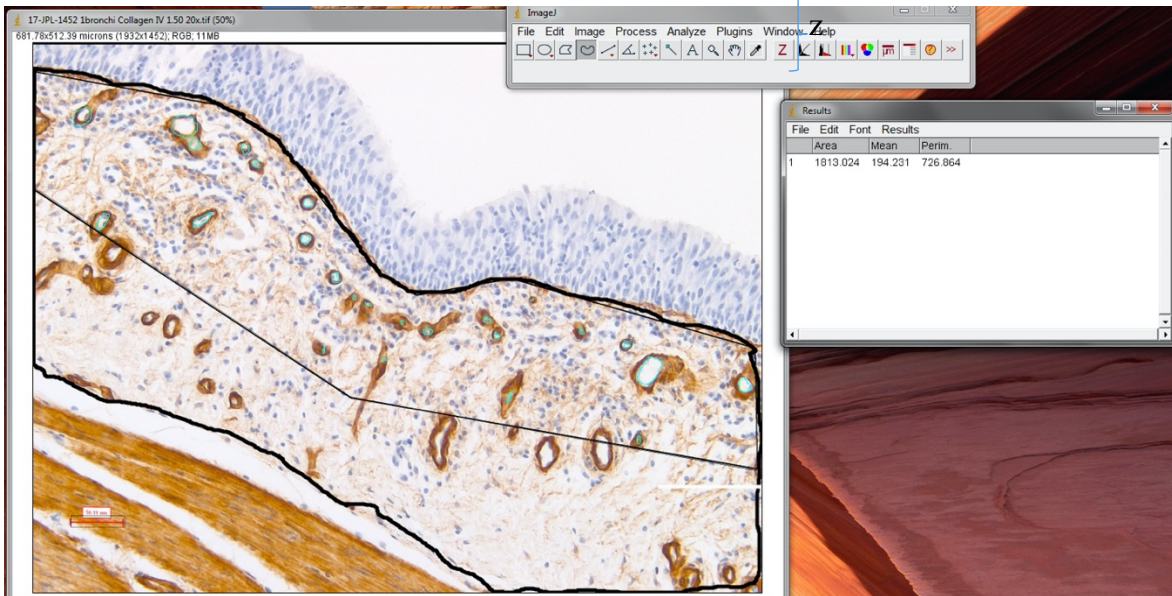 17-JPL-1452 1bronchi Collagen IV 1.50 20x.tif (50%)
681.78x512.39 microns (1932x1452); RGB; 11MB
ImageJ
File Edit Image Process Analyze Plugins Window Help
Z
A Z >>
Results
File Edit Font Results
Area Mean Perim.
1 1813.024 194.231 726.864